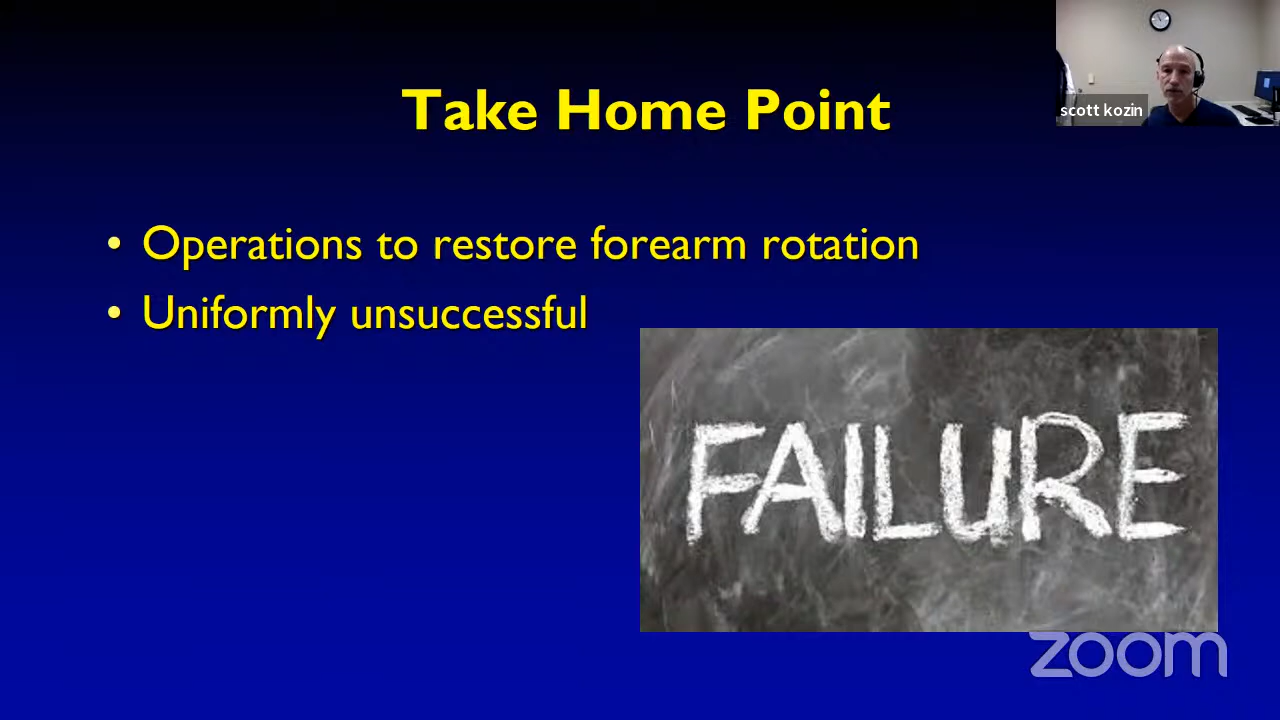 Take Home Point
scott kozin
• Operations to restore forearm rotation
• Uniformly unsuccessful
FAILURE
zoom